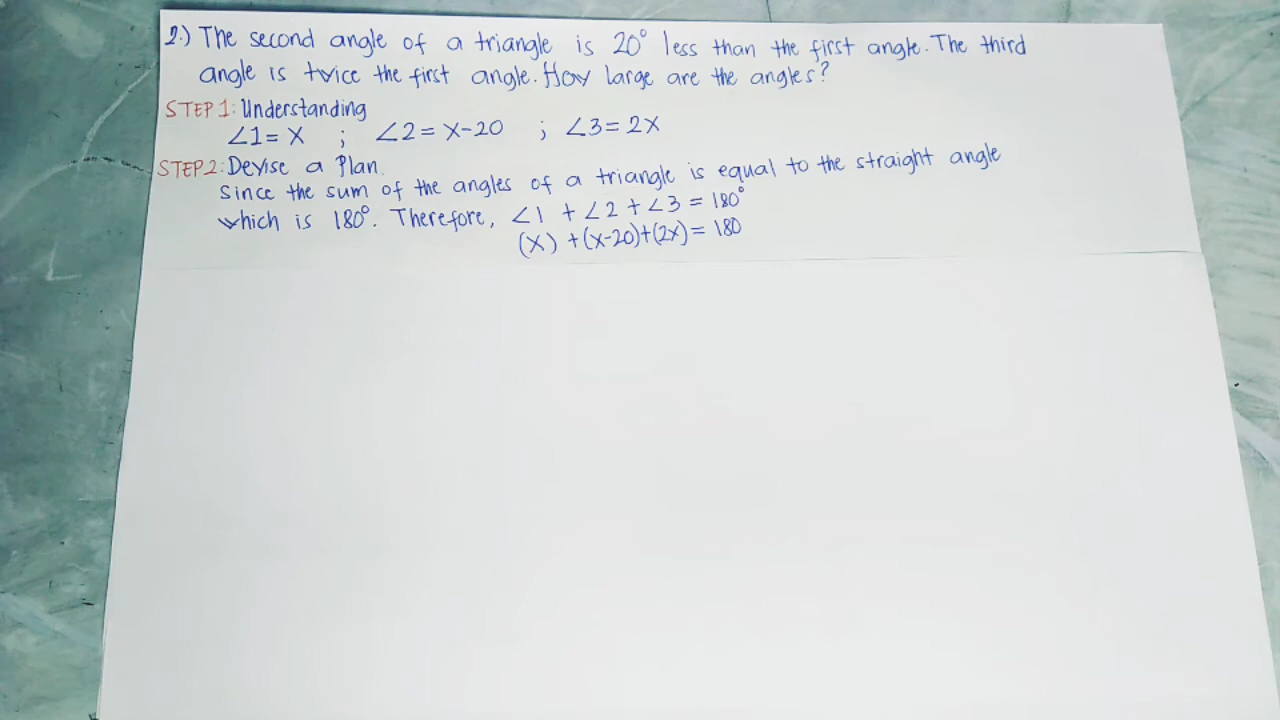 2.) The second angle of a triangle is 20° less than the first angle. The third
angle is twice the first angle. How large are the angles?
STEP 1: Understanding
∠1 = X ; ∠2 = X-20 ; ∠3 = 2X
STEP 2: Devise a Plan.
Since the sum of the angles of a triangle is equal to the straight angle
which is 180°. Therefore, ∠1 + ∠2 + ∠3 = 180°
(X) + (X-20)+(2X) = 180